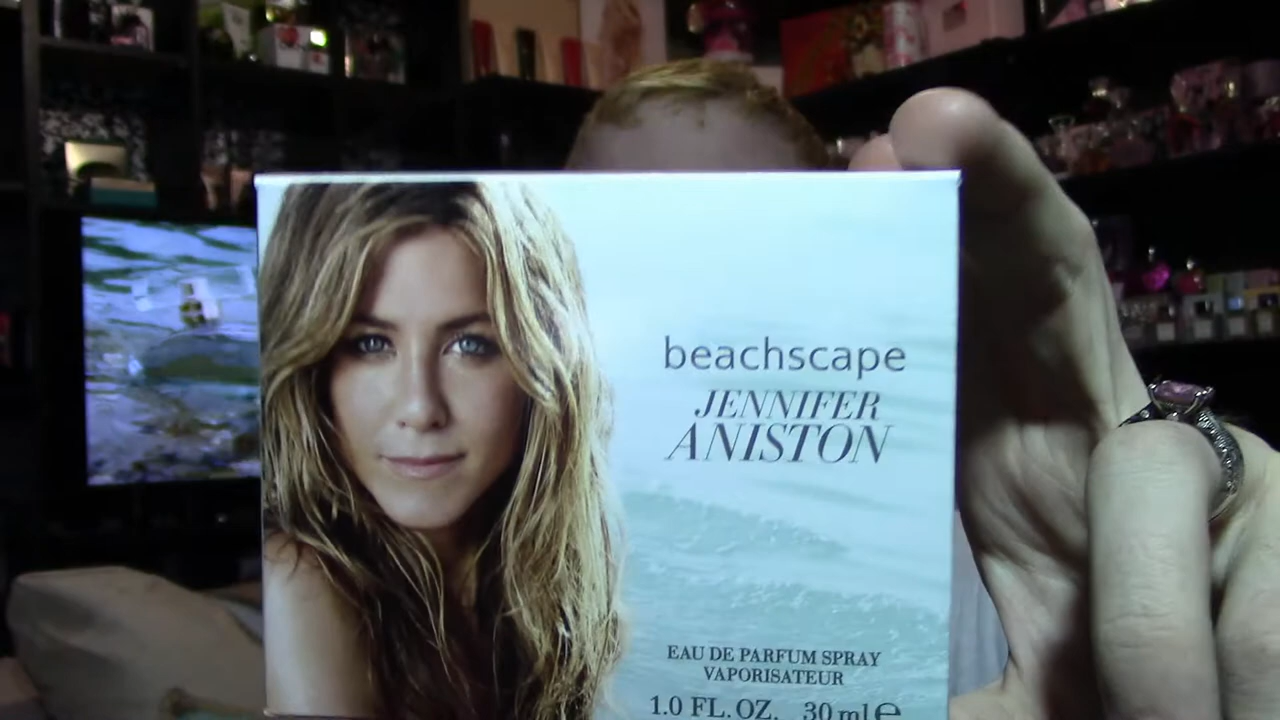 beachscape
JENNIFER
ANISTON
EAU DE PARFUM SPRAY
VAPORISATEUR
1.0 FL. OZ. 30 ml ℮